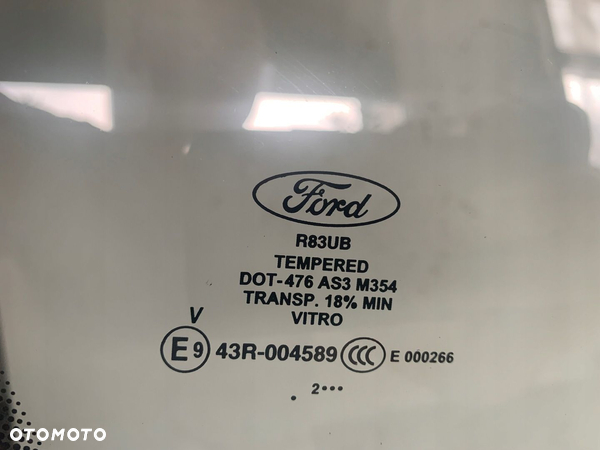 Ford
R83UB
TEMPERED
DOT-476 AS3 M354
TRANSP. 18% MIN
VITRO
V
E9 43R-004589 CCC E 000266
. 2•••
OTOMOTO